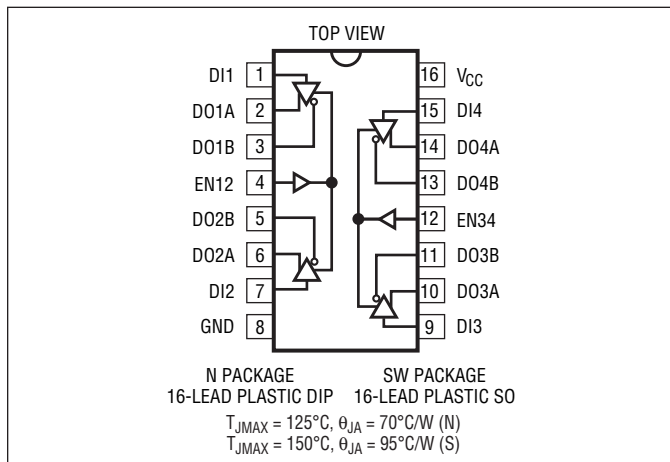 TOP VIEW
DI1 1 16 VCC
DO1A 2 15 DI4
DO1B 3 14 DO4A
EN12 4 13 DO4B
DO2B 5 12 EN34
DO2A 6 11 DO3B
DI2 7 10 DO3A
GND 8 9 DI3
N PACKAGE SW PACKAGE
16-LEAD PLASTIC DIP 16-LEAD PLASTIC SO
TJMAX = 125°C, θJA = 70°C/W (N)
TJMAX = 150°C, θJA = 95°C/W (S)